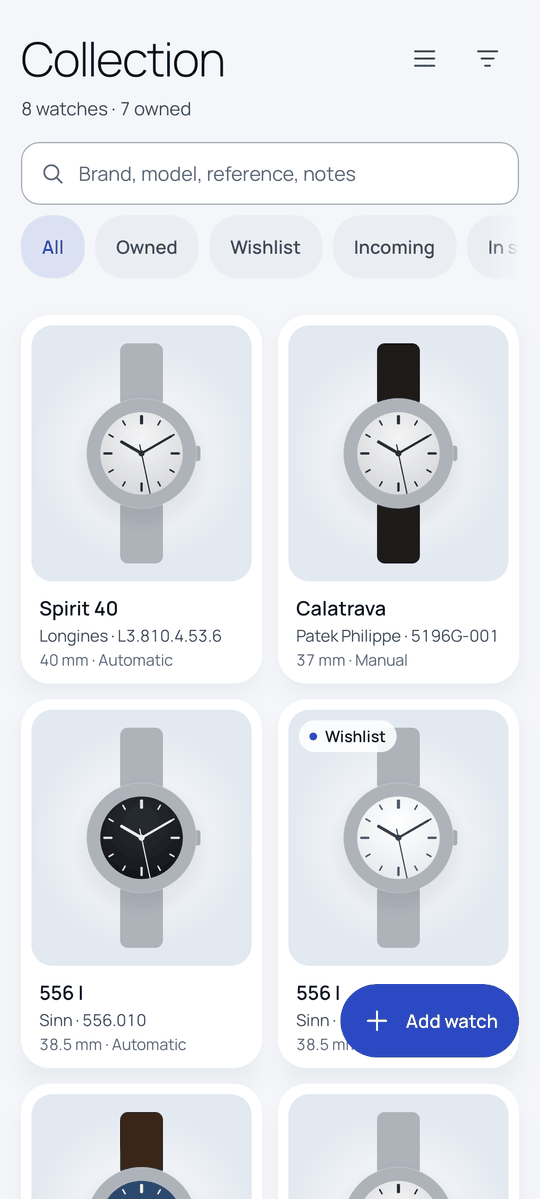 Collection
8 watches · 7 owned
Brand, model, reference, notes
All
Owned
Wishlist
Incoming
In s
Spirit 40
Longines · L3.810.4.53.6
40 mm · Automatic
Calatrava
Patek Philippe · 5196G-001
37 mm · Manual
556 I
Sinn · 556.010
38.5 mm · Automatic
Wishlist
556 I
Sinn ·
38.5 m
Add watch